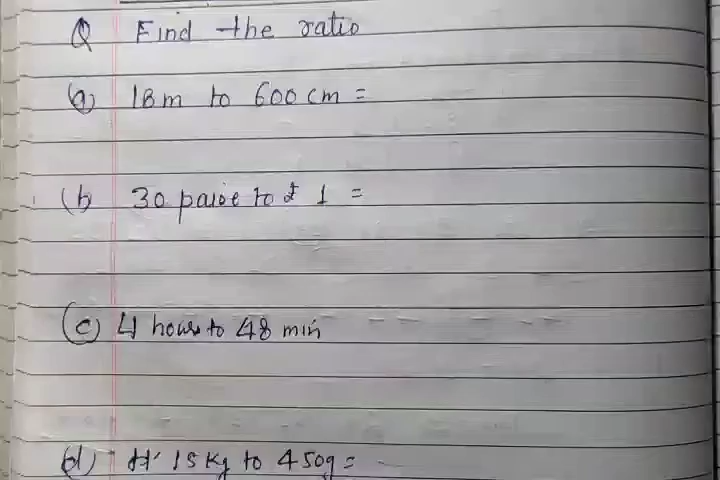 Q Find the ratio
(a) 18m to 600 cm =
(b) 30 paise to ₹ 1 =
(c) 4 hours to 48 min
(d) 15 Kg to 450g =